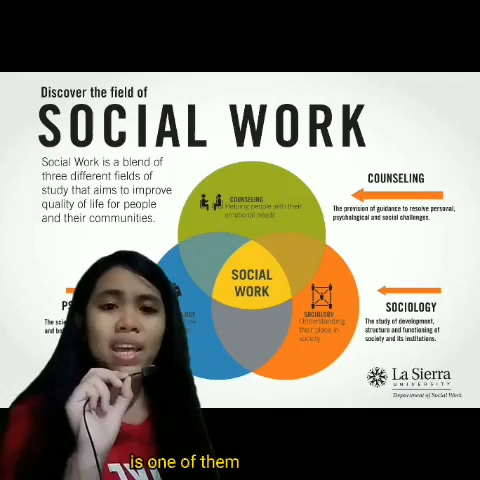 Discover the field of
SOCIAL WORK
Social Work is a blend of
three different fields of
study that aims to improve
quality of life for people
and their communities.
COUNSELING
Helping people with their
emotional needs
COUNSELING
The provision of guidance to resolve personal,
psychological and social challenges.
SOCIAL
WORK
SOCIOLOGY
Understanding
their place in
society
SOCIOLOGY
The study of development,
structure and functioning of
society and its institutions.
La Sierra
UNIVERSITY
Department of Social Work
is one of them